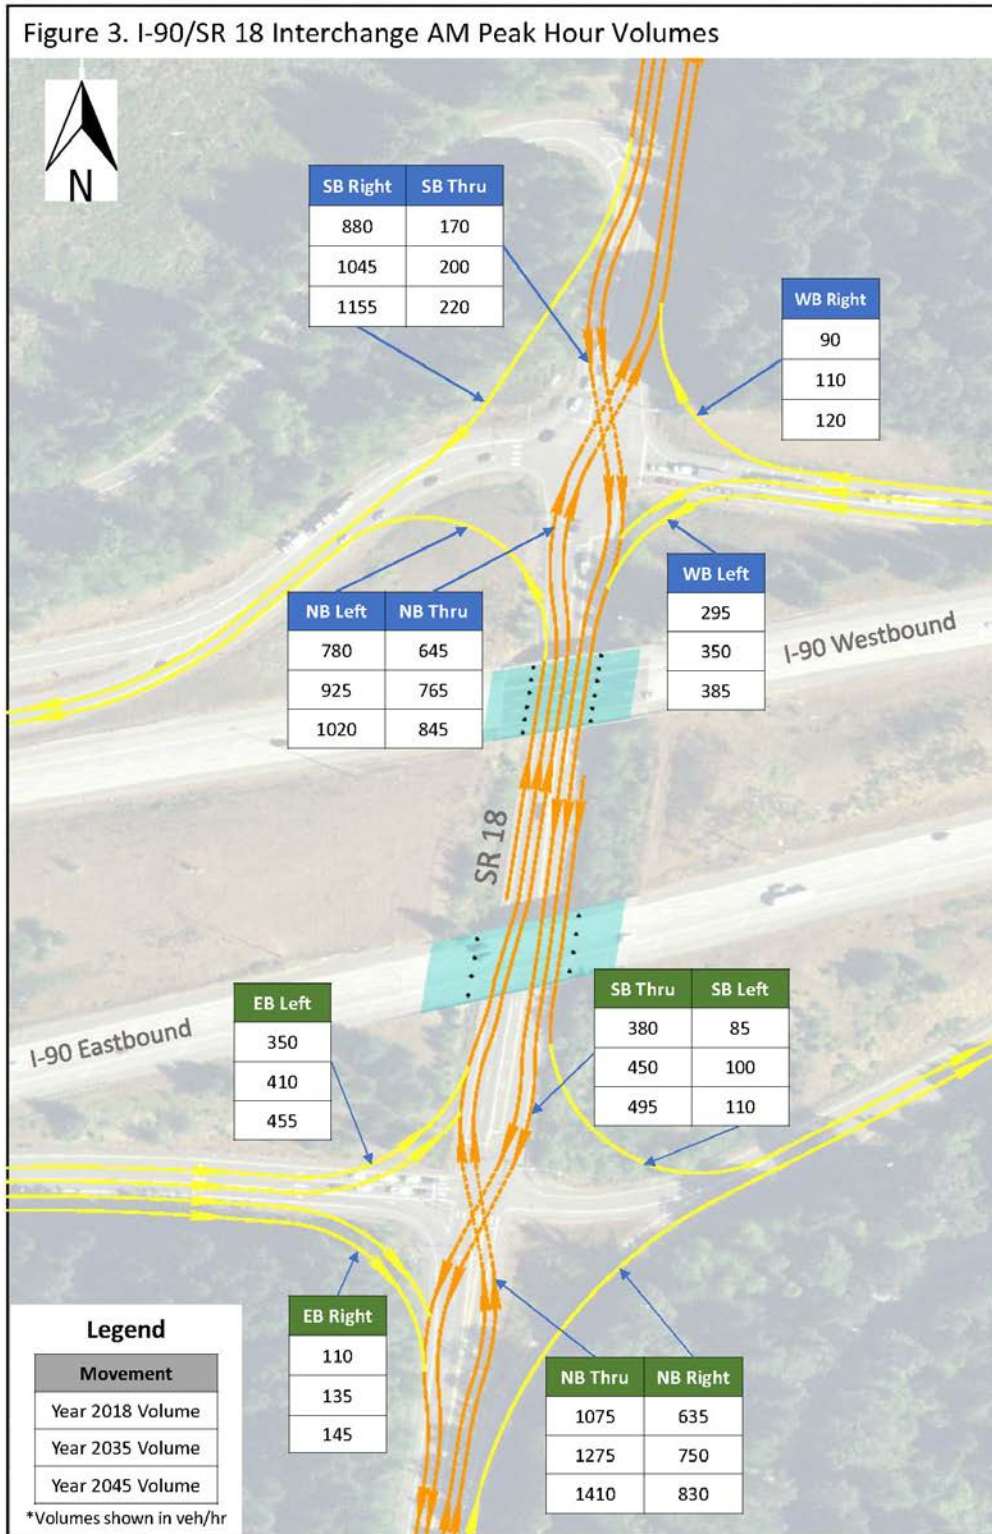 Figure 3. I-90/SR 18 Interchange AM Peak Hour Volumes
N
SB Right SB Thru
880 170
1045 200
1155 220
WB Right
90
110
120
WB Left
295
350
385
NB Left NB Thru
780 645
925 765
1020 845
I-90 Westbound
SR 18
I-90 Eastbound
EB Left
350
410
455
SB Thru SB Left
380 85
450 100
495 110
EB Right
110
135
145
NB Thru NB Right
1075 635
1275 750
1410 830
Legend
Movement
Year 2018 Volume
Year 2035 Volume
Year 2045 Volume
*Volumes shown in veh/hr